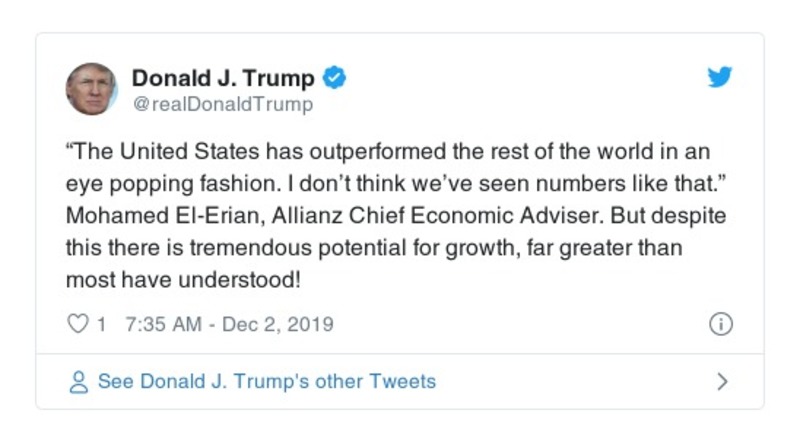 Donald J. Trump
@realDonaldTrump
“The United States has outperformed the rest of the world in an
eye popping fashion. I don’t think we’ve seen numbers like that.”
Mohamed El-Erian, Allianz Chief Economic Adviser. But despite
this there is tremendous potential for growth, far greater than
most have understood!
1 7:35 AM - Dec 2, 2019
See Donald J. Trump's other Tweets